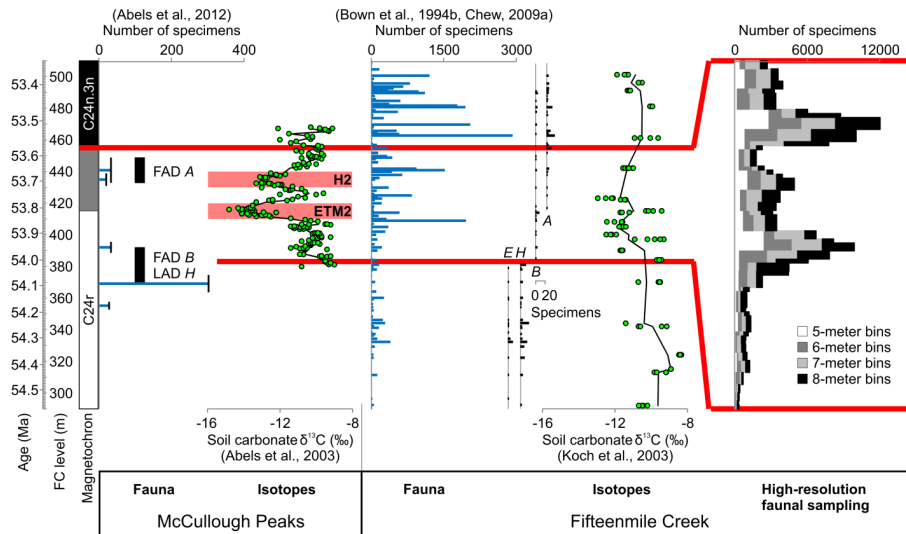 (Abels et al., 2012)
Number of specimens
0 200 400
(Bown et al., 1994b, Chew, 2009a)
Number of specimens
0 3000
Number of specimens
0 6000 12000
53.4
53.5
53.6
53.7
53.8
53.9
54.0
54.1
54.2
54.3
54.4
54.5
Age (Ma)
500
480
460
440
420
400
380
360
340
320
300
FC level (m)
C24n.3n
C24r
Magnetochron
FAD A
FAD B
LAD H
H2
ETM2
A
E H
B
0 20
Specimens
5-meter bins
6-meter bins
7-meter bins
8-meter bins
-16 -12 -8
Soil carbonate δ¹³C (‰)
(Abels et al., 2003)
-16 -12 -8
Soil carbonate δ¹³C (‰)
(Koch et al., 2003)
Fauna
Isotopes
Fauna
Isotopes
High-resolution
faunal sampling
McCullough Peaks
Fifteenmile Creek